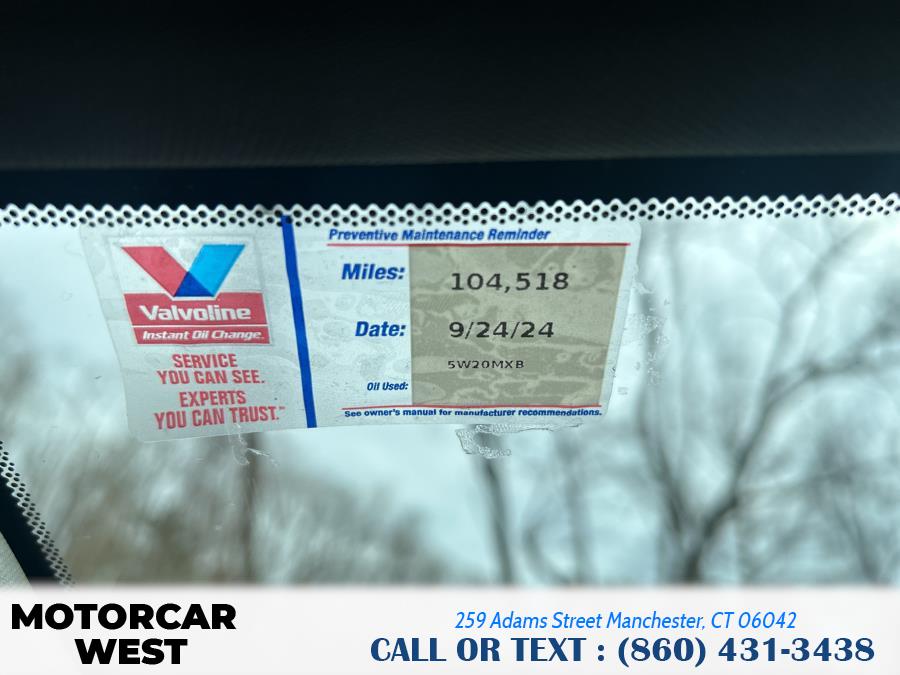 Preventive Maintenance Reminder
Valvoline
Instant Oil Change.
SERVICE
YOU CAN SEE.
EXPERTS
YOU CAN TRUST.™
Miles: 104,518
Date: 9/24/24
5W20MXB
Oil Used:
See owner's manual for manufacturer recommendations.
MOTORCAR
WEST
259 Adams Street Manchester, CT 06042
CALL OR TEXT : (860) 431-3438